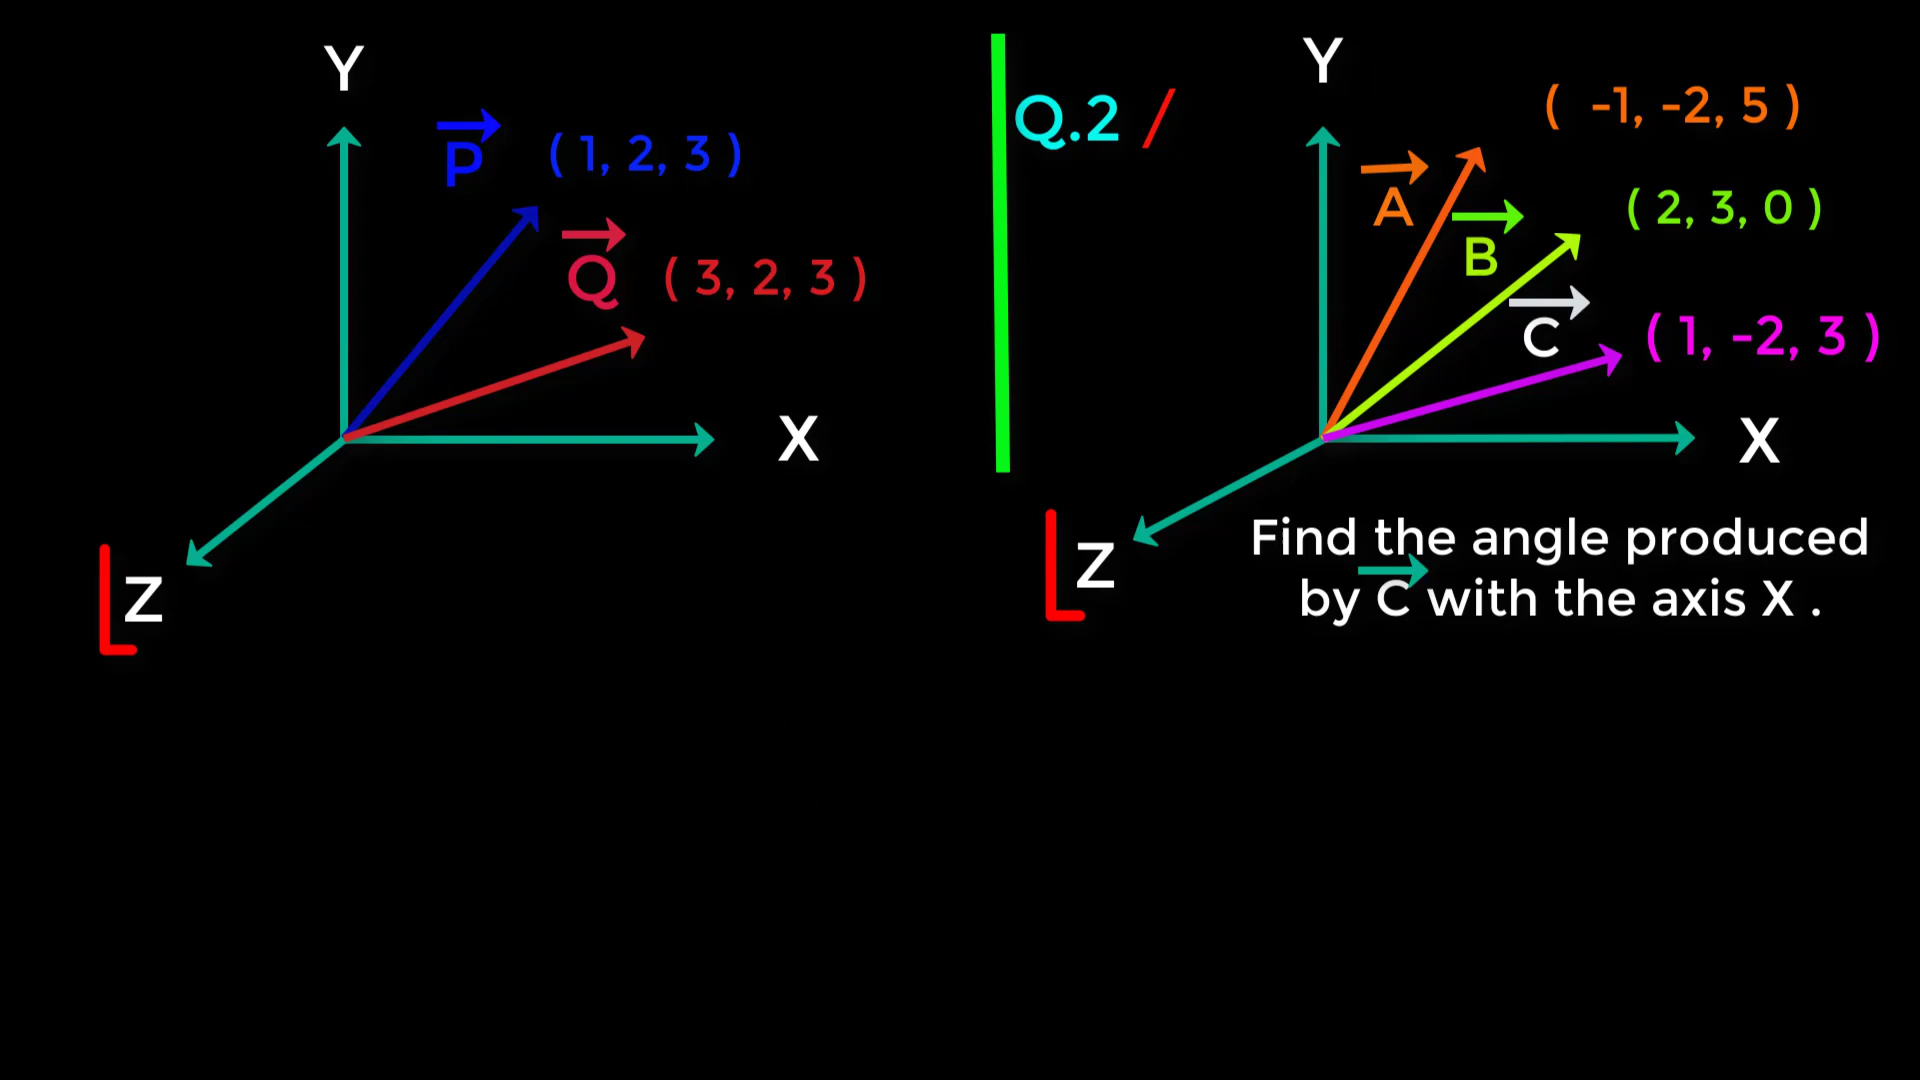 Y
P ( 1, 2, 3 )
Q ( 3, 2, 3 )
X
Z
Q.2 /
Y
( -1, -2, 5 )
A
( 2, 3, 0 )
B
C ( 1, -2, 3 )
X
Z
Find the angle produced
by C with the axis X .